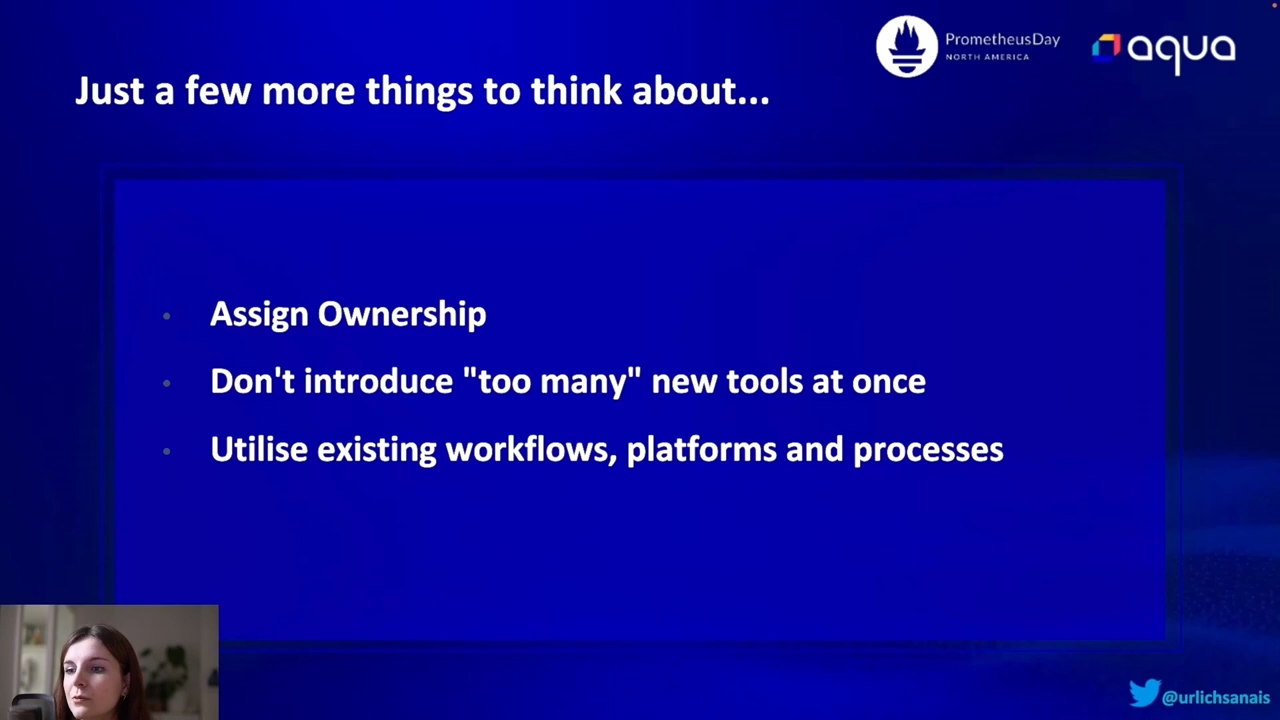 PrometheusDay
NORTH AMERICA
aqua
Just a few more things to think about...
Assign Ownership
Don't introduce "too many" new tools at once
Utilise existing workflows, platforms and processes
@urlichsanais